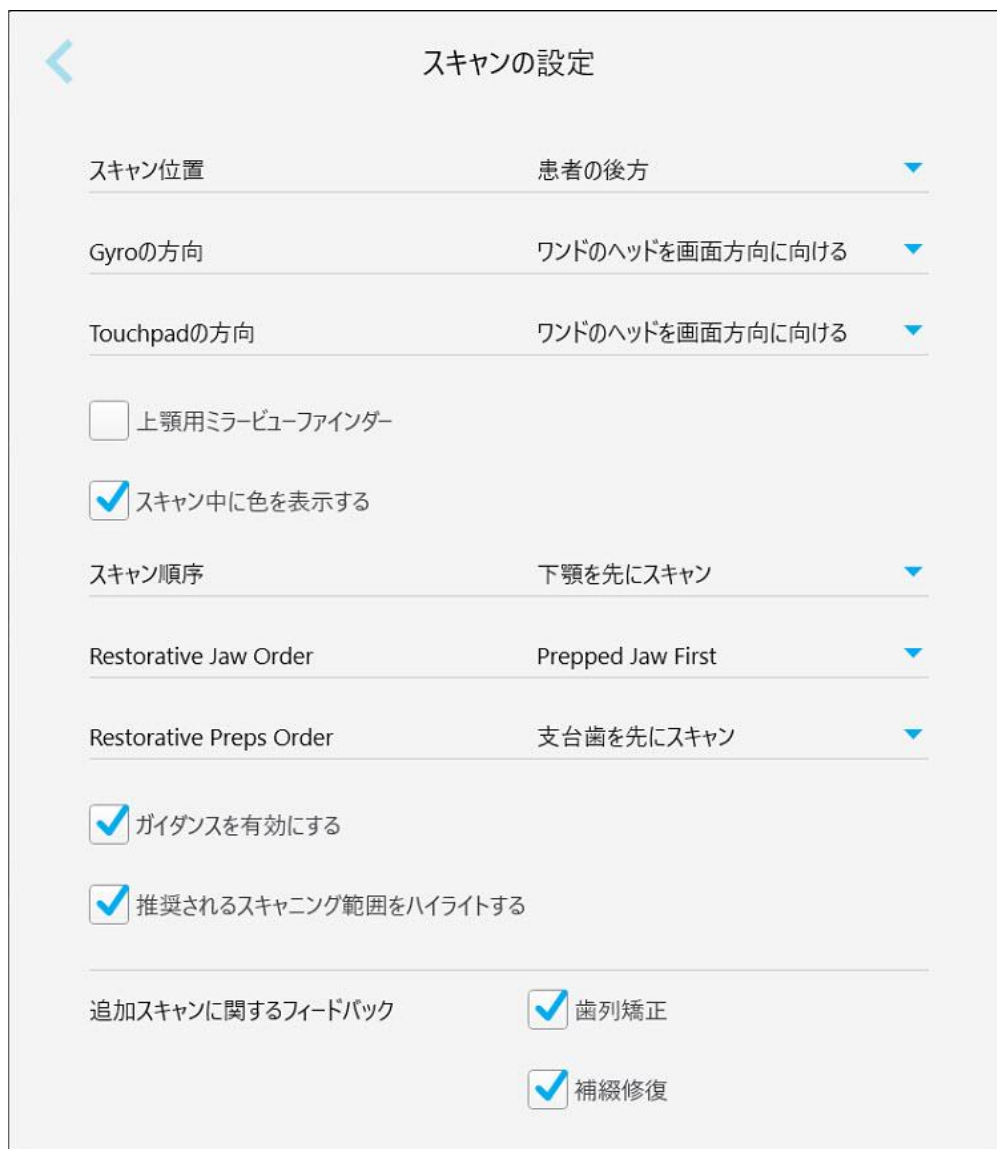 スキャンの設定
スキャン位置 患者の後方
Gyroの方向 ワンドのヘッドを画面方向に向ける
Touchpadの方向 ワンドのヘッドを画面方向に向ける
上顎用ミラービューファインダー
スキャン中に色を表示する
スキャン順序 下顎を先にスキャン
Restorative Jaw Order Prepped Jaw First
Restorative Preps Order 支台歯を先にスキャン
ガイダンスを有効にする
推奨されるスキャニング範囲をハイライトする
追加スキャンに関するフィードバック 歯列矯正
補綴修復